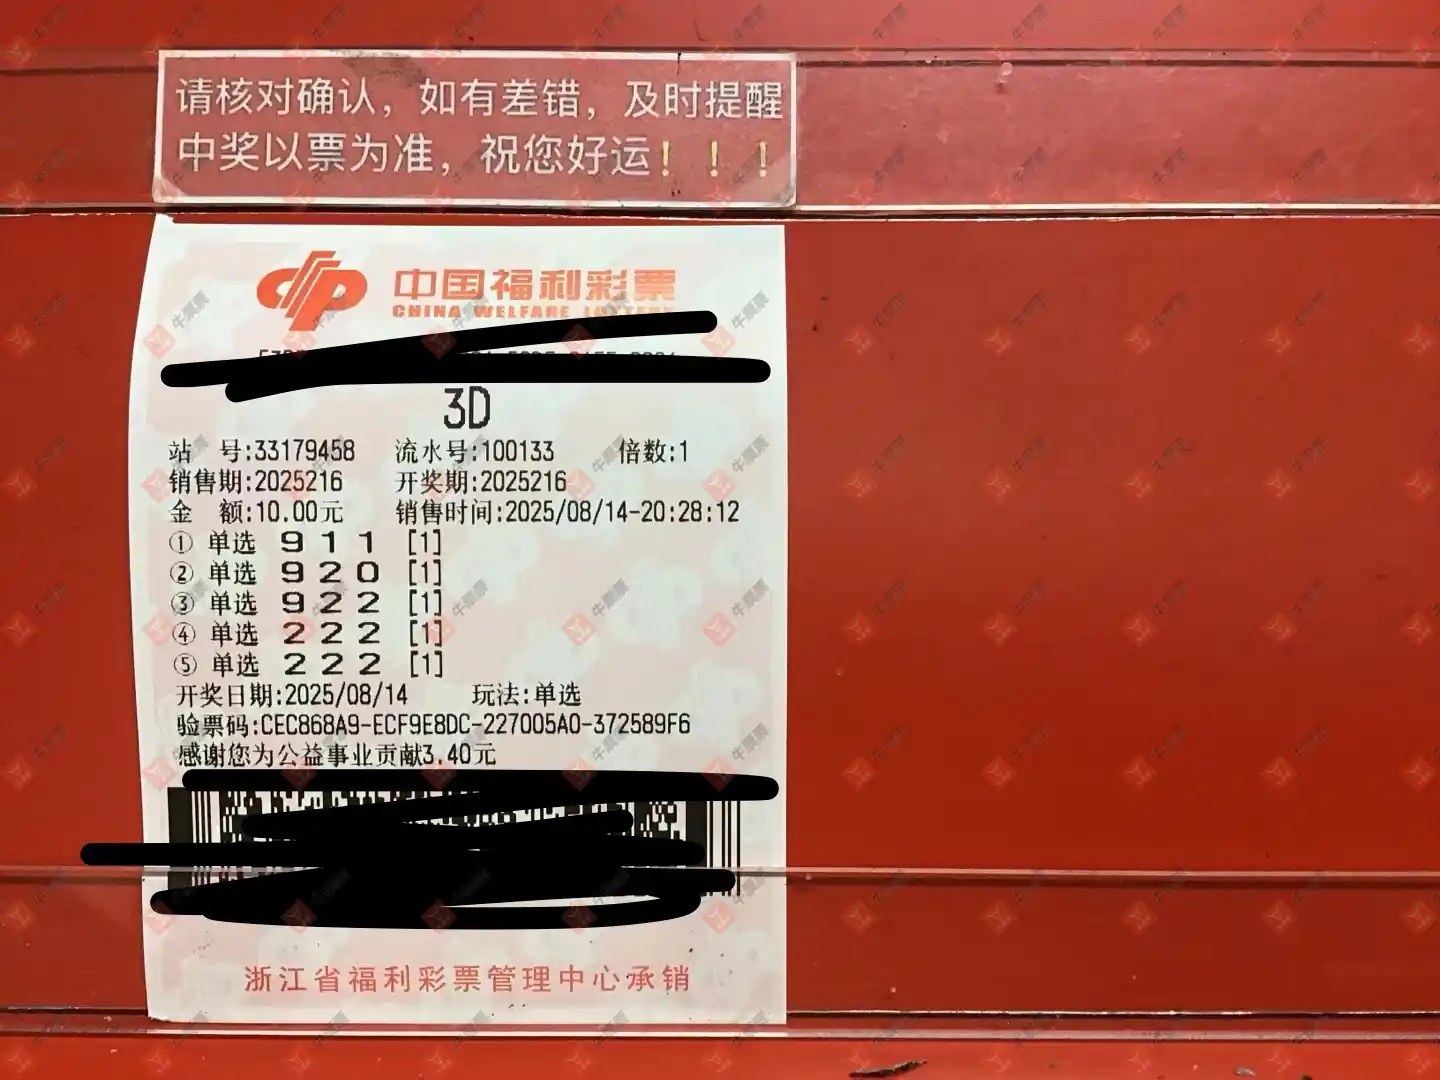 请核对确认，如有差错，及时提醒
中奖以票为准，祝您好运！！！
中国福利彩票
CHINA WELFARE
3D
站 号:33179458 流水号:100133 倍数:1
销售期:2025216 开奖期:2025216
金 额:10.00元 销售时间:2025/08/14-20:28:12
① 单选 9 1 1 [1]
② 单选 9 2 0 [1]
③ 单选 9 2 2 [1]
④ 单选 2 2 2 [1]
⑤ 单选 2 2 2 [1]
开奖日期:2025/08/14 玩法:单选
验票码:CEC868A9-ECF9E8DC-227005A0-372589F6
感谢您为公益事业贡献3.40元
浙江省福利彩票管理中心承销
牛票票